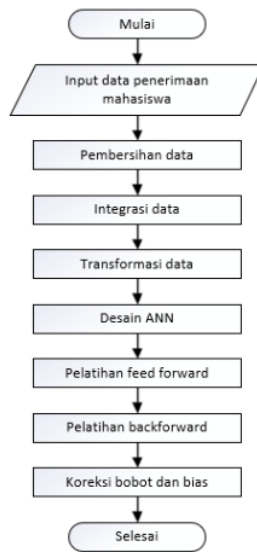 Mulai
Input data penerimaan
mahasiswa
Pembersihan data
Integrasi data
Transformasi data
Desain ANN
Pelatihan feed forward
Pelatihan backforward
Koreksi bobot dan bias
Selesai